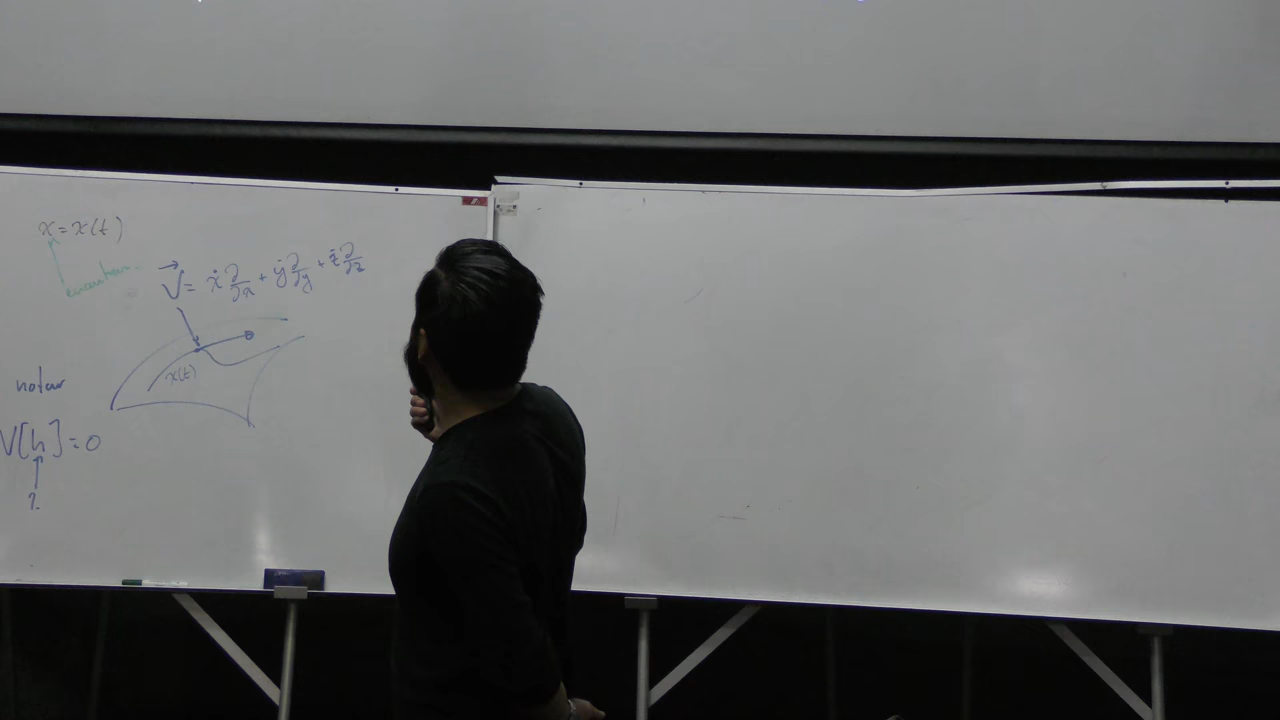 x = x(t)
V⃗ = ẋ ∂/∂x + ẏ ∂/∂y + ż ∂/∂z
x(t)
notar
V[h] = 0
?